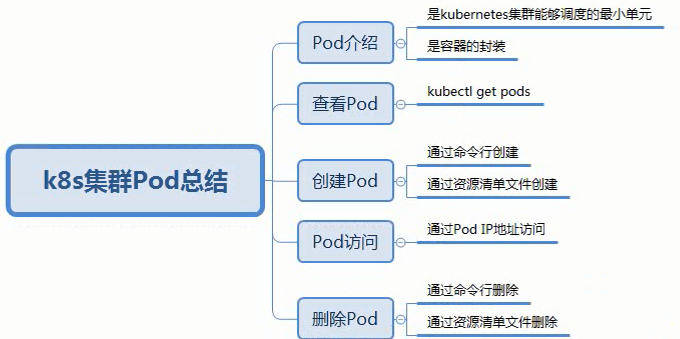 k8s集群Pod总结
Pod介绍
是kubernetes集群能够调度的最小单元
是容器的封装
查看Pod
kubectl get pods
创建Pod
通过命令行创建
通过资源清单文件创建
Pod访问
通过Pod IP地址访问
删除Pod
通过命令行删除
通过资源清单文件删除